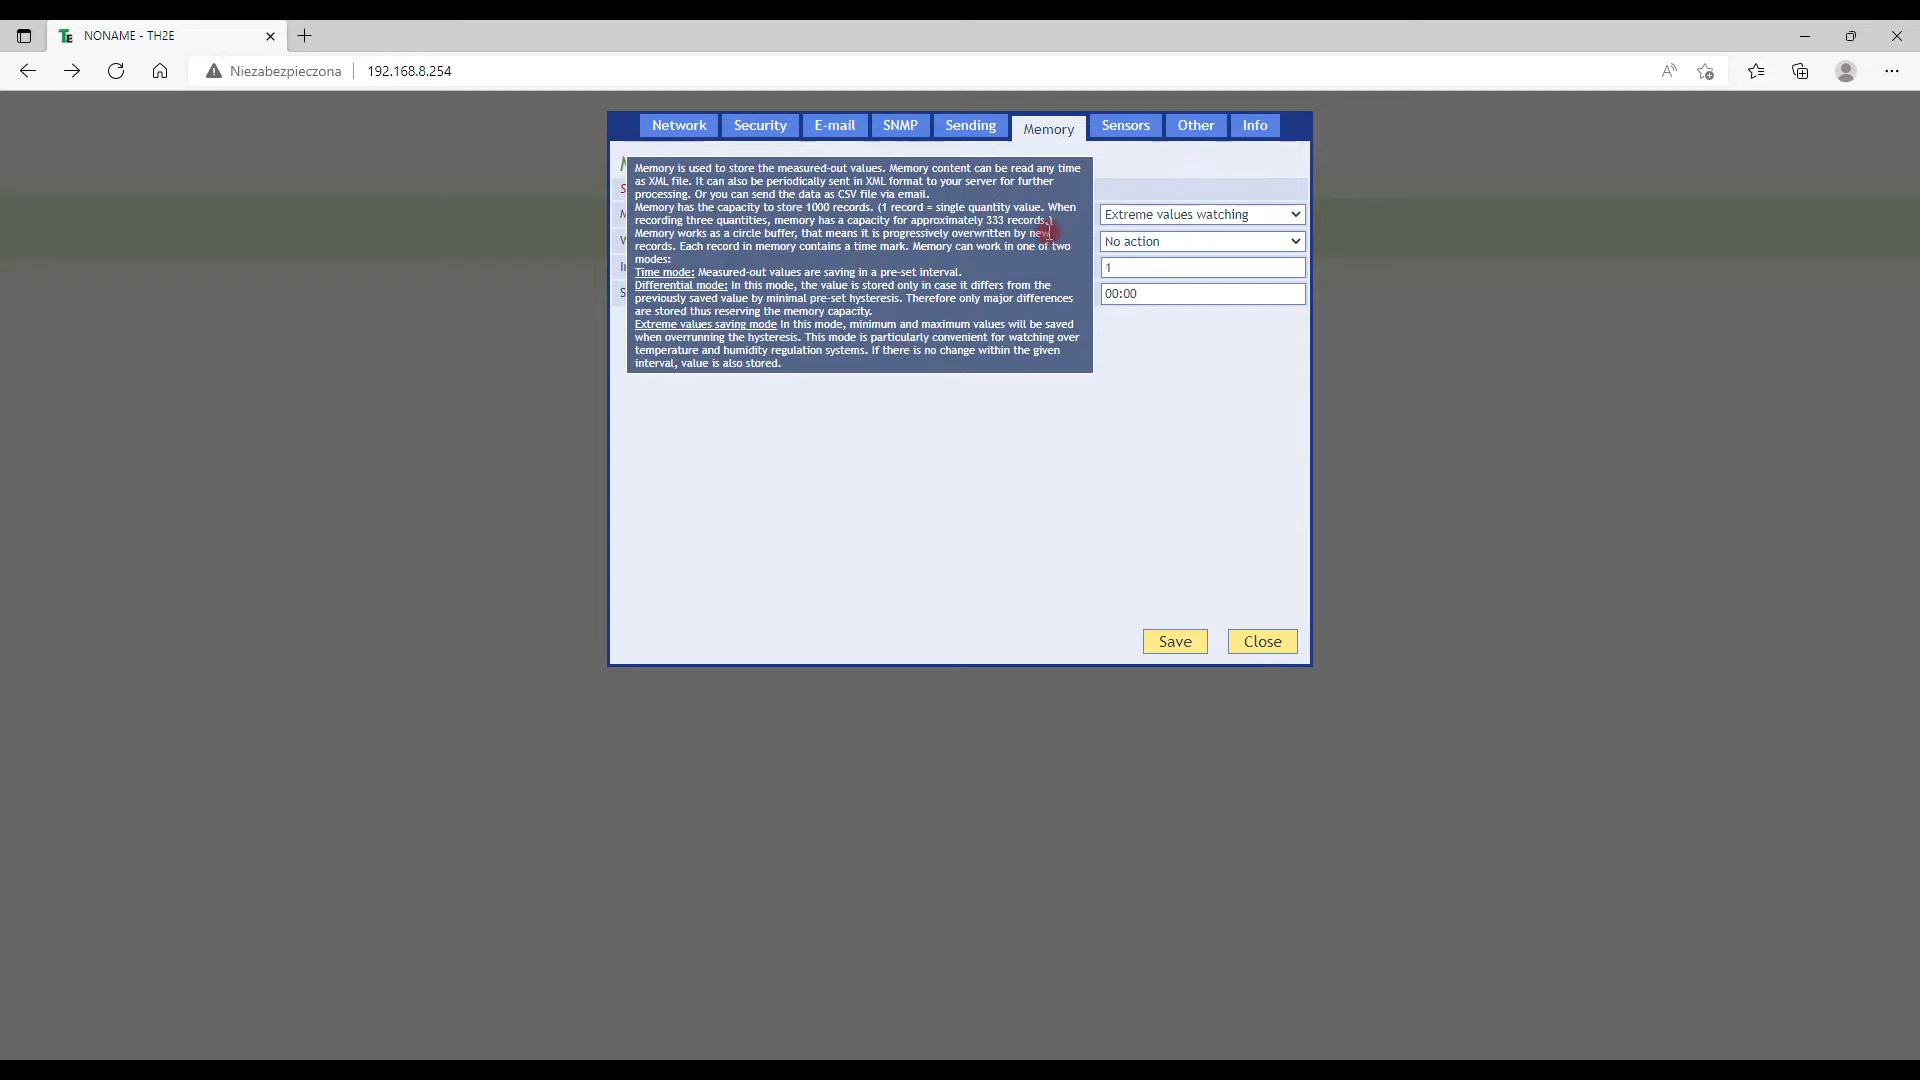 NONAME - TH2E
Niezabezpieczona 192.168.8.254
Network Security E-mail SNMP Sending Memory Sensors Other Info
Memory is used to store the measured-out values. Memory content can be read any time
as XML file. It can also be periodically sent in XML format to your server for further
processing. Or you can send the data as CSV file via email.
Memory has the capacity to store 1000 records. (1 record = single quantity value. When
recording three quantities, memory has a capacity for approximately 333 records.)
Memory works as a circle buffer, that means it is progressively overwritten by new
records. Each record in memory contains a time mark. Memory can work in one of two
modes:
Time mode: Measured-out values are saving in a pre-set interval.
Differential mode: In this mode, the value is stored only in case it differs from the
previously saved value by minimal pre-set hysteresis. Therefore only major differences
are stored thus reserving the memory capacity.
Extreme values saving mode In this mode, minimum and maximum values will be saved
when overrunning the hysteresis. This mode is particularly convenient for watching over
temperature and humidity regulation systems. If there is no change within the given
interval, value is also stored.
Extreme values watching
No action
1
00:00
Save Close